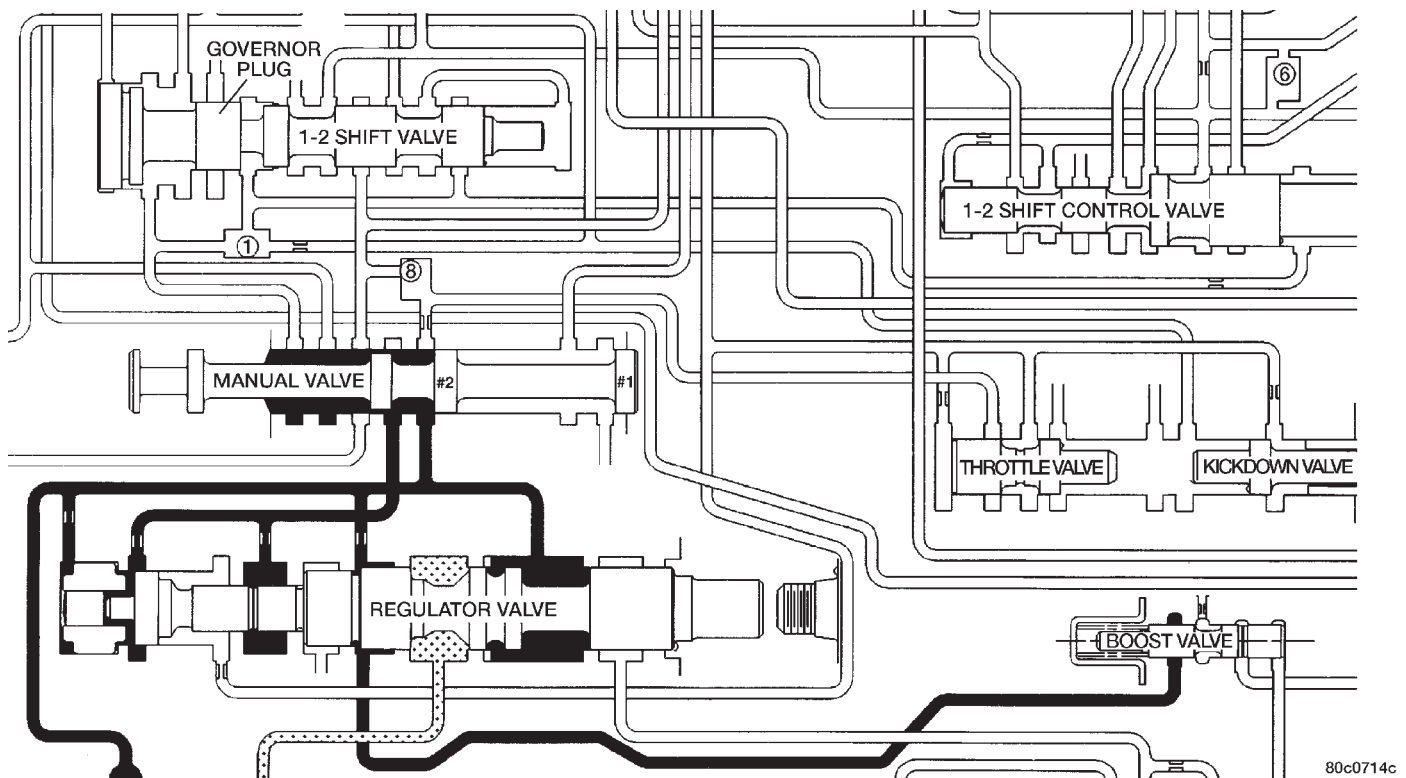 GOVERNOR
PLUG
6
1-2 SHIFT VALVE
1-2 SHIFT CONTROL VALVE
1
8
MANUAL VALVE
#2
#1
THROTTLE VALVE
KICKDOWN VALVE
REGULATOR VALVE
BOOST VALVE
80c0714c